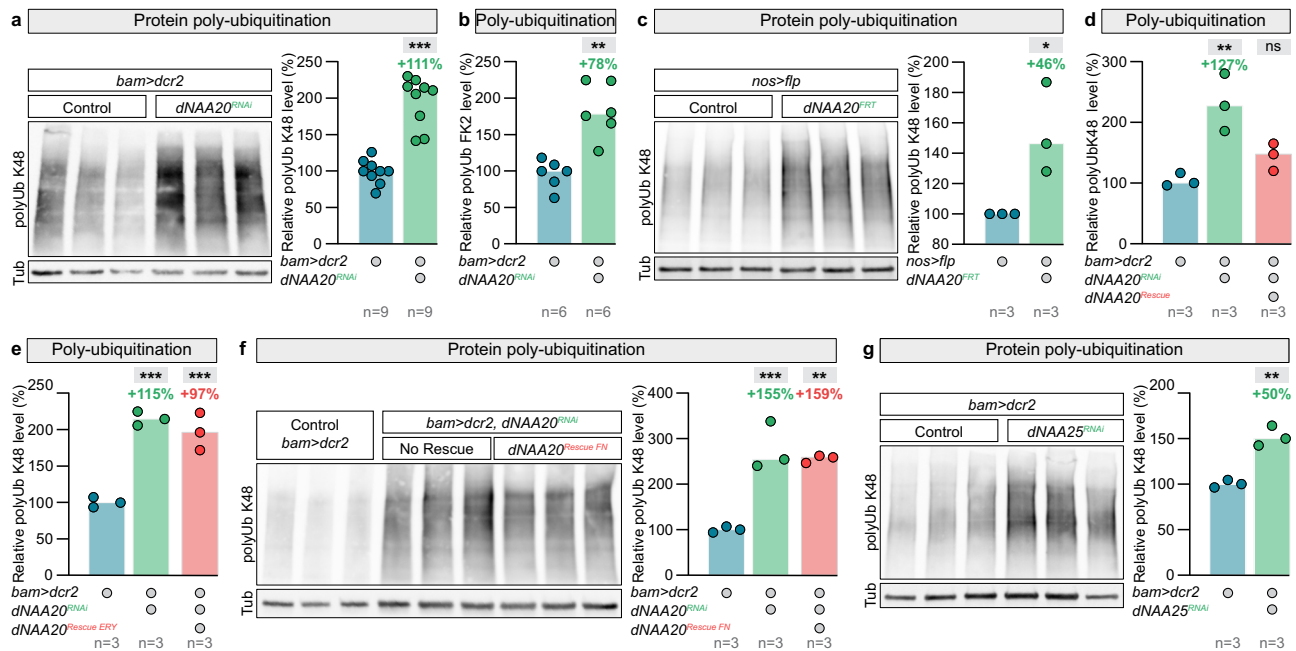 a
Protein poly-ubiquitination
bam>dcr2
Control
dNAA20RNAi
polyUb K48
Tub
Relative polyUb K48 level (%)
***
+111%
250
200
150
100
50
0
bam>dcr2
dNAA20RNAi
n=9
n=9
b
Poly-ubiquitination
Relative polyUb FK2 level (%)
**
+78%
250
200
150
100
50
0
bam>dcr2
dNAA20RNAi
n=6
n=6
c
Protein poly-ubiquitination
nos>flp
Control
dNAA20FRT
polyUb K48
Tub
Relative polyUb K48 level (%)
*
+46%
200
180
160
140
120
100
80
nos>flp
dNAA20FRT
n=3
n=3
d
Poly-ubiquitination
Relative polyUbK48 level (%)
**
ns
+127%
300
200
100
0
bam>dcr2
dNAA20RNAi
dNAA20Rescue
n=3
n=3
n=3
e
Poly-ubiquitination
Relative polyUb K48 level (%)
***
***
+115%
+97%
250
200
150
100
50
0
bam>dcr2
dNAA20RNAi
dNAA20Rescue ERY
n=3
n=3
n=3
f
Protein poly-ubiquitination
Control
bam>dcr2
bam>dcr2, dNAA20RNAi
No Rescue
dNAA20Rescue FN
polyUb K48
Tub
Relative polyUb K48 level (%)
***
**
+155%
+159%
400
300
200
100
0
bam>dcr2
dNAA20RNAi
dNAA20Rescue FN
n=3
n=3
n=3
g
Protein poly-ubiquitination
bam>dcr2
Control
dNAA25RNAi
polyUb K48
Tub
Relative polyUb K48 level (%)
**
+50%
200
150
100
50
0
bam>dcr2
dNAA25RNAi
n=3
n=3